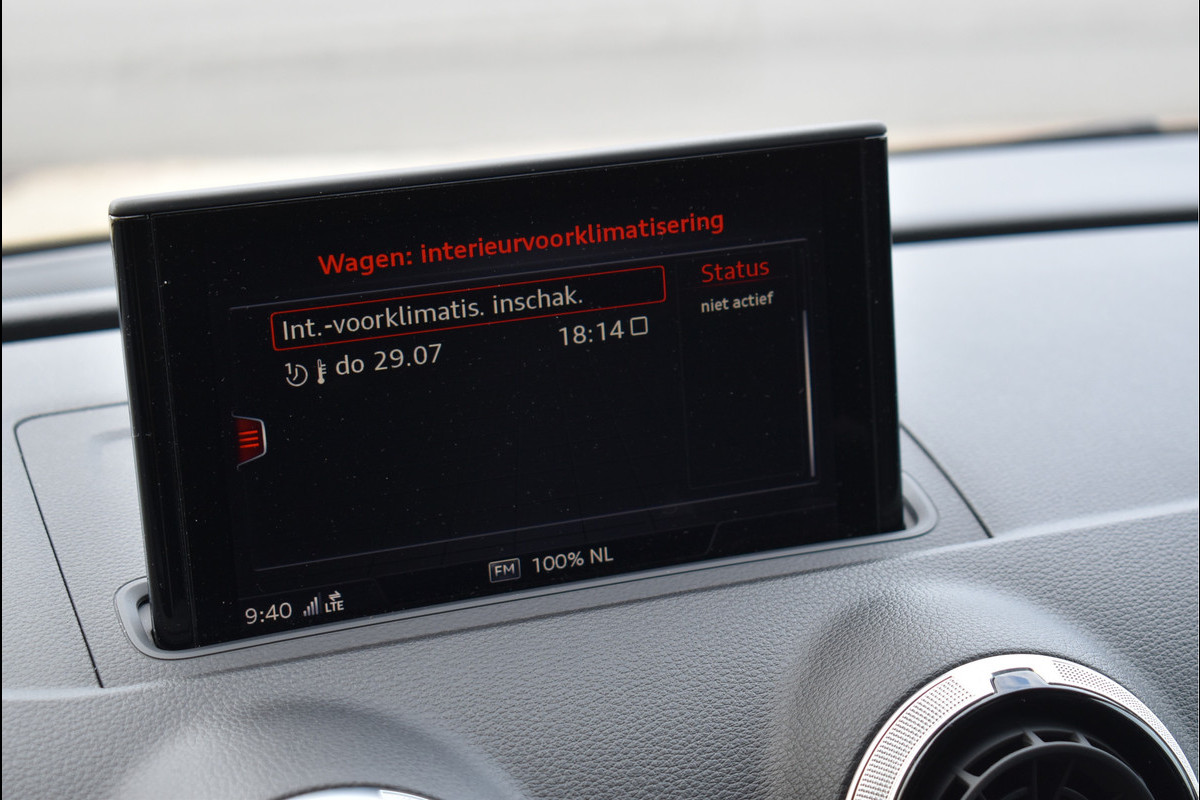 Wagen: interieurvoorklimatisering
Int.-voorklimatis. inschak.
1 do 29.07 18:14
Status
niet actief
FM 100% NL
9:40 LTE